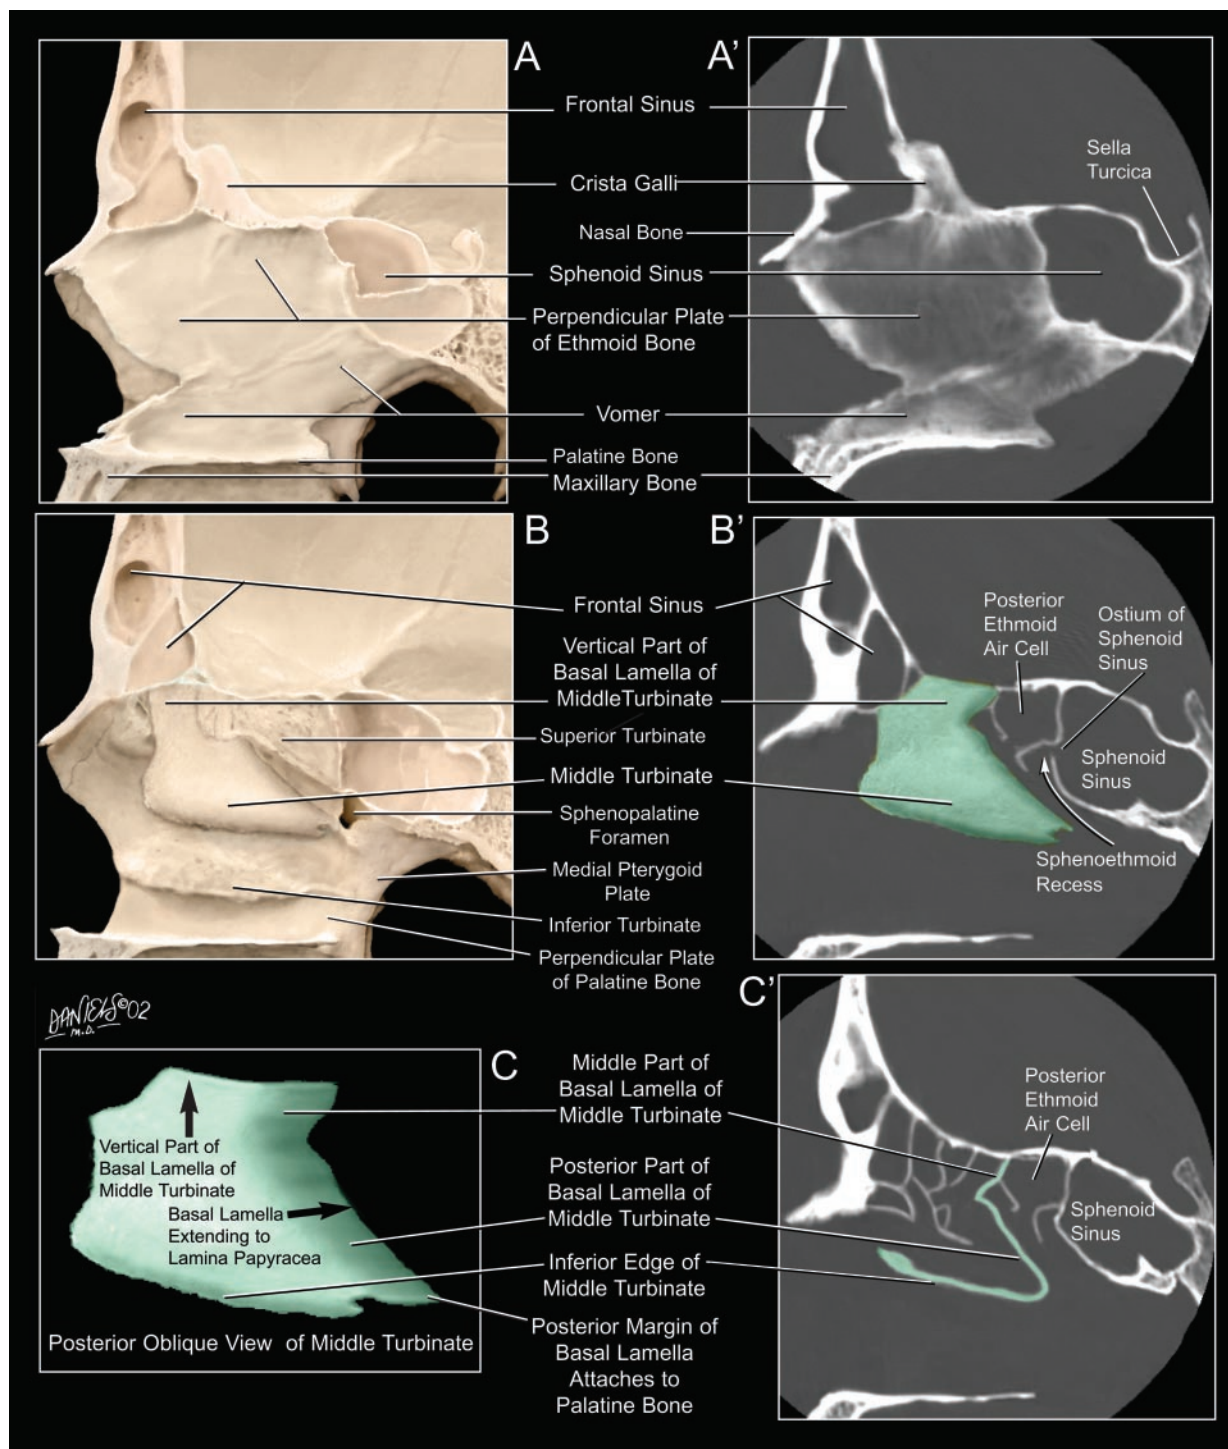 A
A'
Frontal Sinus
Crista Galli
Sella
Turcica
Nasal Bone
Sphenoid Sinus
Perpendicular Plate
of Ethmoid Bone
Vomer
Palatine Bone
Maxillary Bone
B
B'
Frontal Sinus
Vertical Part of
Basal Lamella of
MiddleTurbinate
Superior Turbinate
Middle Turbinate
Sphenopalatine
Foramen
Medial Pterygoid
Plate
Inferior Turbinate
Perpendicular Plate
of Palatine Bone
Posterior
Ethmoid
Air Cell
Ostium of
Sphenoid
Sinus
Sphenoid
Sinus
Sphenoethmoid
Recess
DANIELS©02
M.D.
C
C'
Vertical Part of
Basal Lamella of
Middle Turbinate
Basal Lamella
Extending to
Lamina Papyracea
Posterior Oblique View of Middle Turbinate
Middle Part of
Basal Lamella of
Middle Turbinate
Posterior Part of
Basal Lamella of
Middle Turbinate
Inferior Edge of
Middle Turbinate
Posterior Margin of
Basal Lamella
Attaches to
Palatine Bone
Posterior
Ethmoid
Air Cell
Sphenoid
Sinus